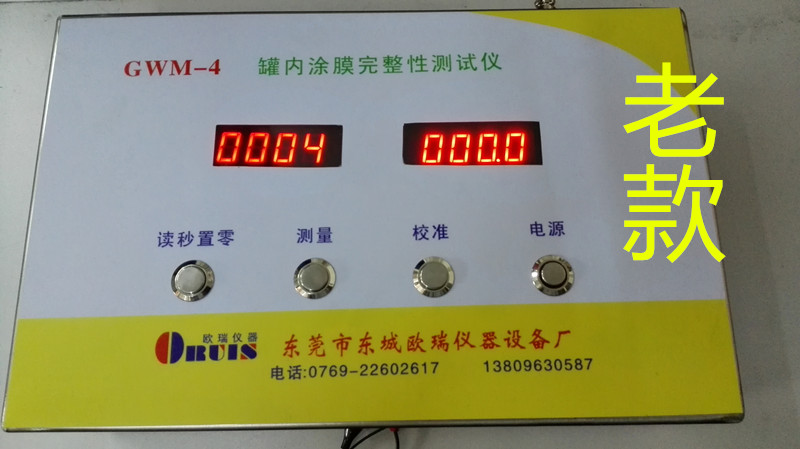 GWM-4 罐内涂膜完整性测试仪
老款
0004 000.0
读秒置零 测量 校准 电源
欧瑞仪器
ORUIS
东莞市东城欧瑞仪器设备厂
电话:0769-22602617 13809630587